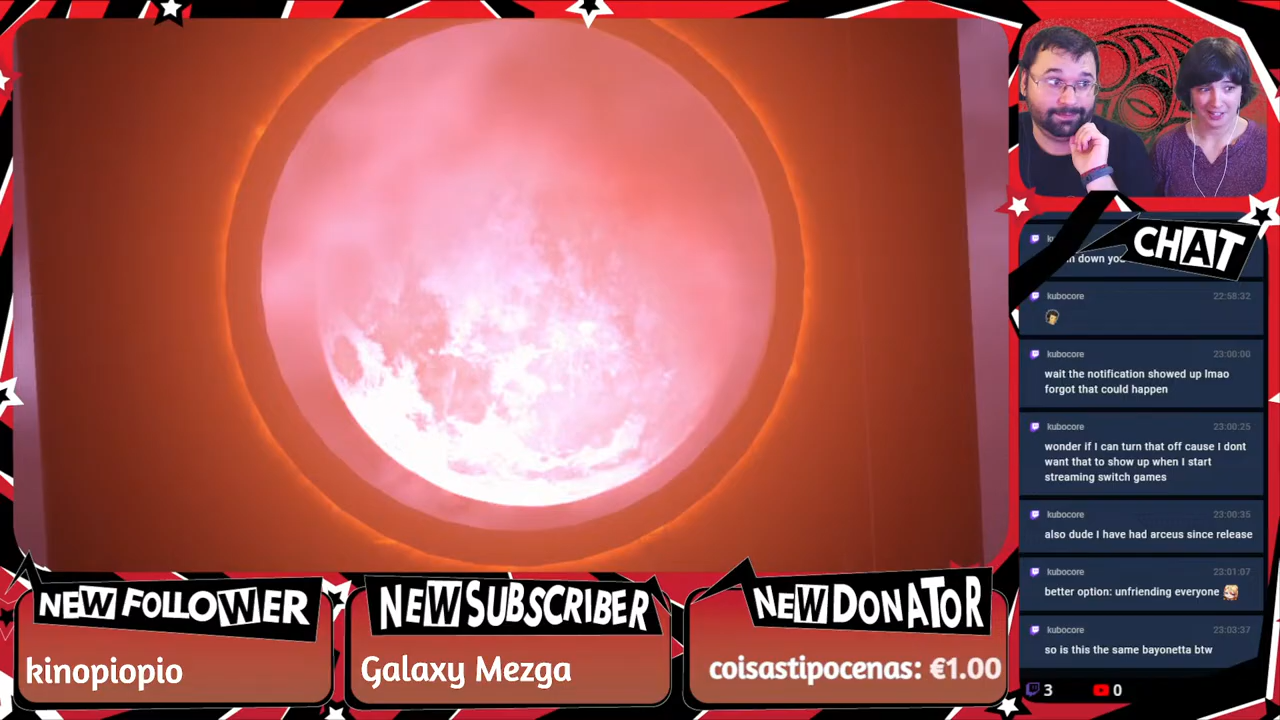 CHAT
kubocore 22:58:32
kubocore 23:00:00
wait the notification showed up lmao
forgot that could happen
kubocore 23:00:25
wonder if I can turn that off cause I dont
want that to show up when I start
streaming switch games
kubocore 23:00:35
also dude I have had arceus since release
kubocore 23:01:07
better option: unfriending everyone
kubocore 23:03:37
so is this the same bayonetta btw
3 0
NEW FOLLOWER
kinopiopio
NEW SUBSCRIBER
Galaxy Mezga
NEW DONATOR
coisastipocenas: €1.00